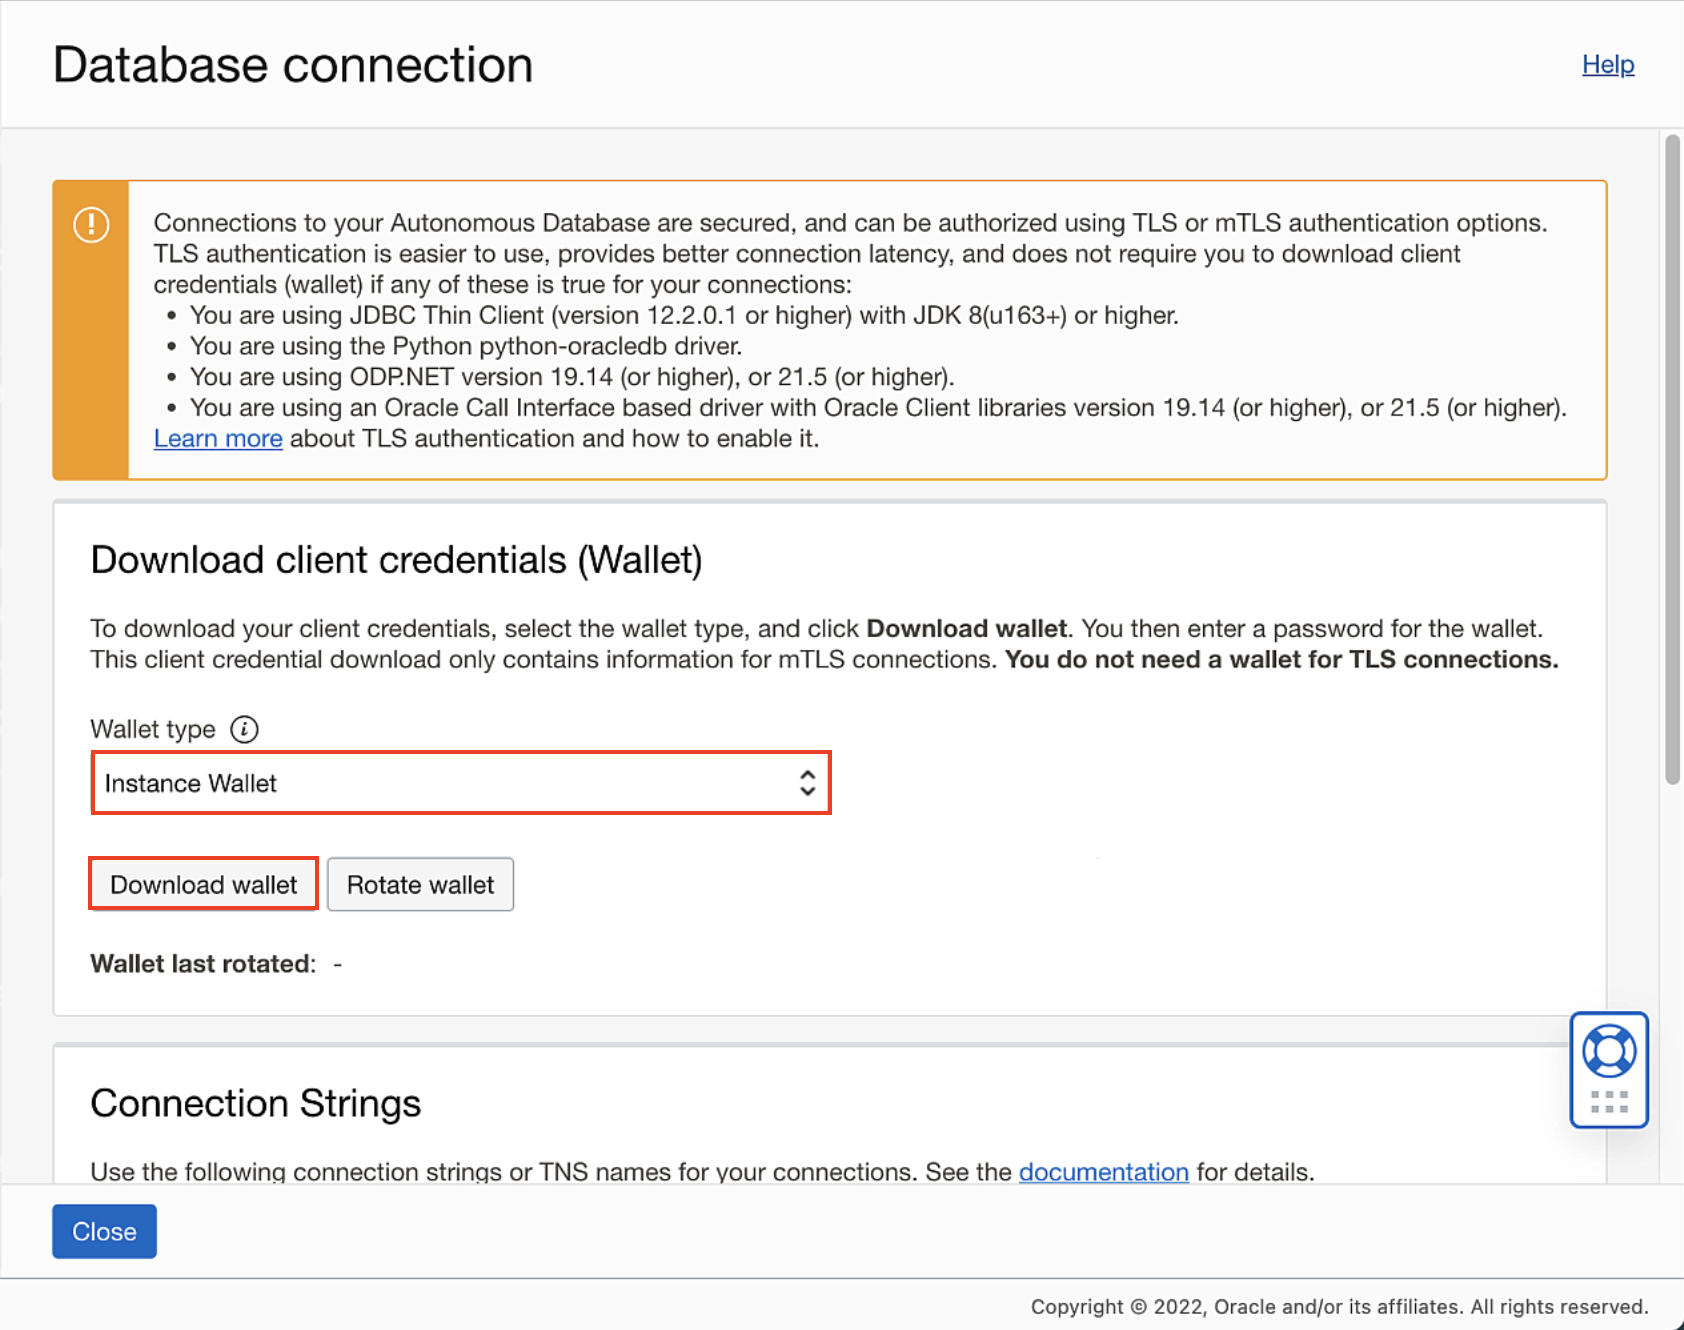 Database connection
Help
Connections to your Autonomous Database are secured, and can be authorized using TLS or mTLS authentication options.
TLS authentication is easier to use, provides better connection latency, and does not require you to download client
credentials (wallet) if any of these is true for your connections:
• You are using JDBC Thin Client (version 12.2.0.1 or higher) with JDK 8(u163+) or higher.
• You are using the Python python-oracledb driver.
• You are using ODP.NET version 19.14 (or higher), or 21.5 (or higher).
• You are using an Oracle Call Interface based driver with Oracle Client libraries version 19.14 (or higher), or 21.5 (or higher).
Learn more about TLS authentication and how to enable it.
Download client credentials (Wallet)
To download your client credentials, select the wallet type, and click Download wallet. You then enter a password for the wallet.
This client credential download only contains information for mTLS connections. You do not need a wallet for TLS connections.
Wallet type
Instance Wallet
Download wallet
Rotate wallet
Wallet last rotated: -
Connection Strings
Use the following connection strings or TNS names for your connections. See the documentation for details.
Close
Copyright © 2022, Oracle and/or its affiliates. All rights reserved.